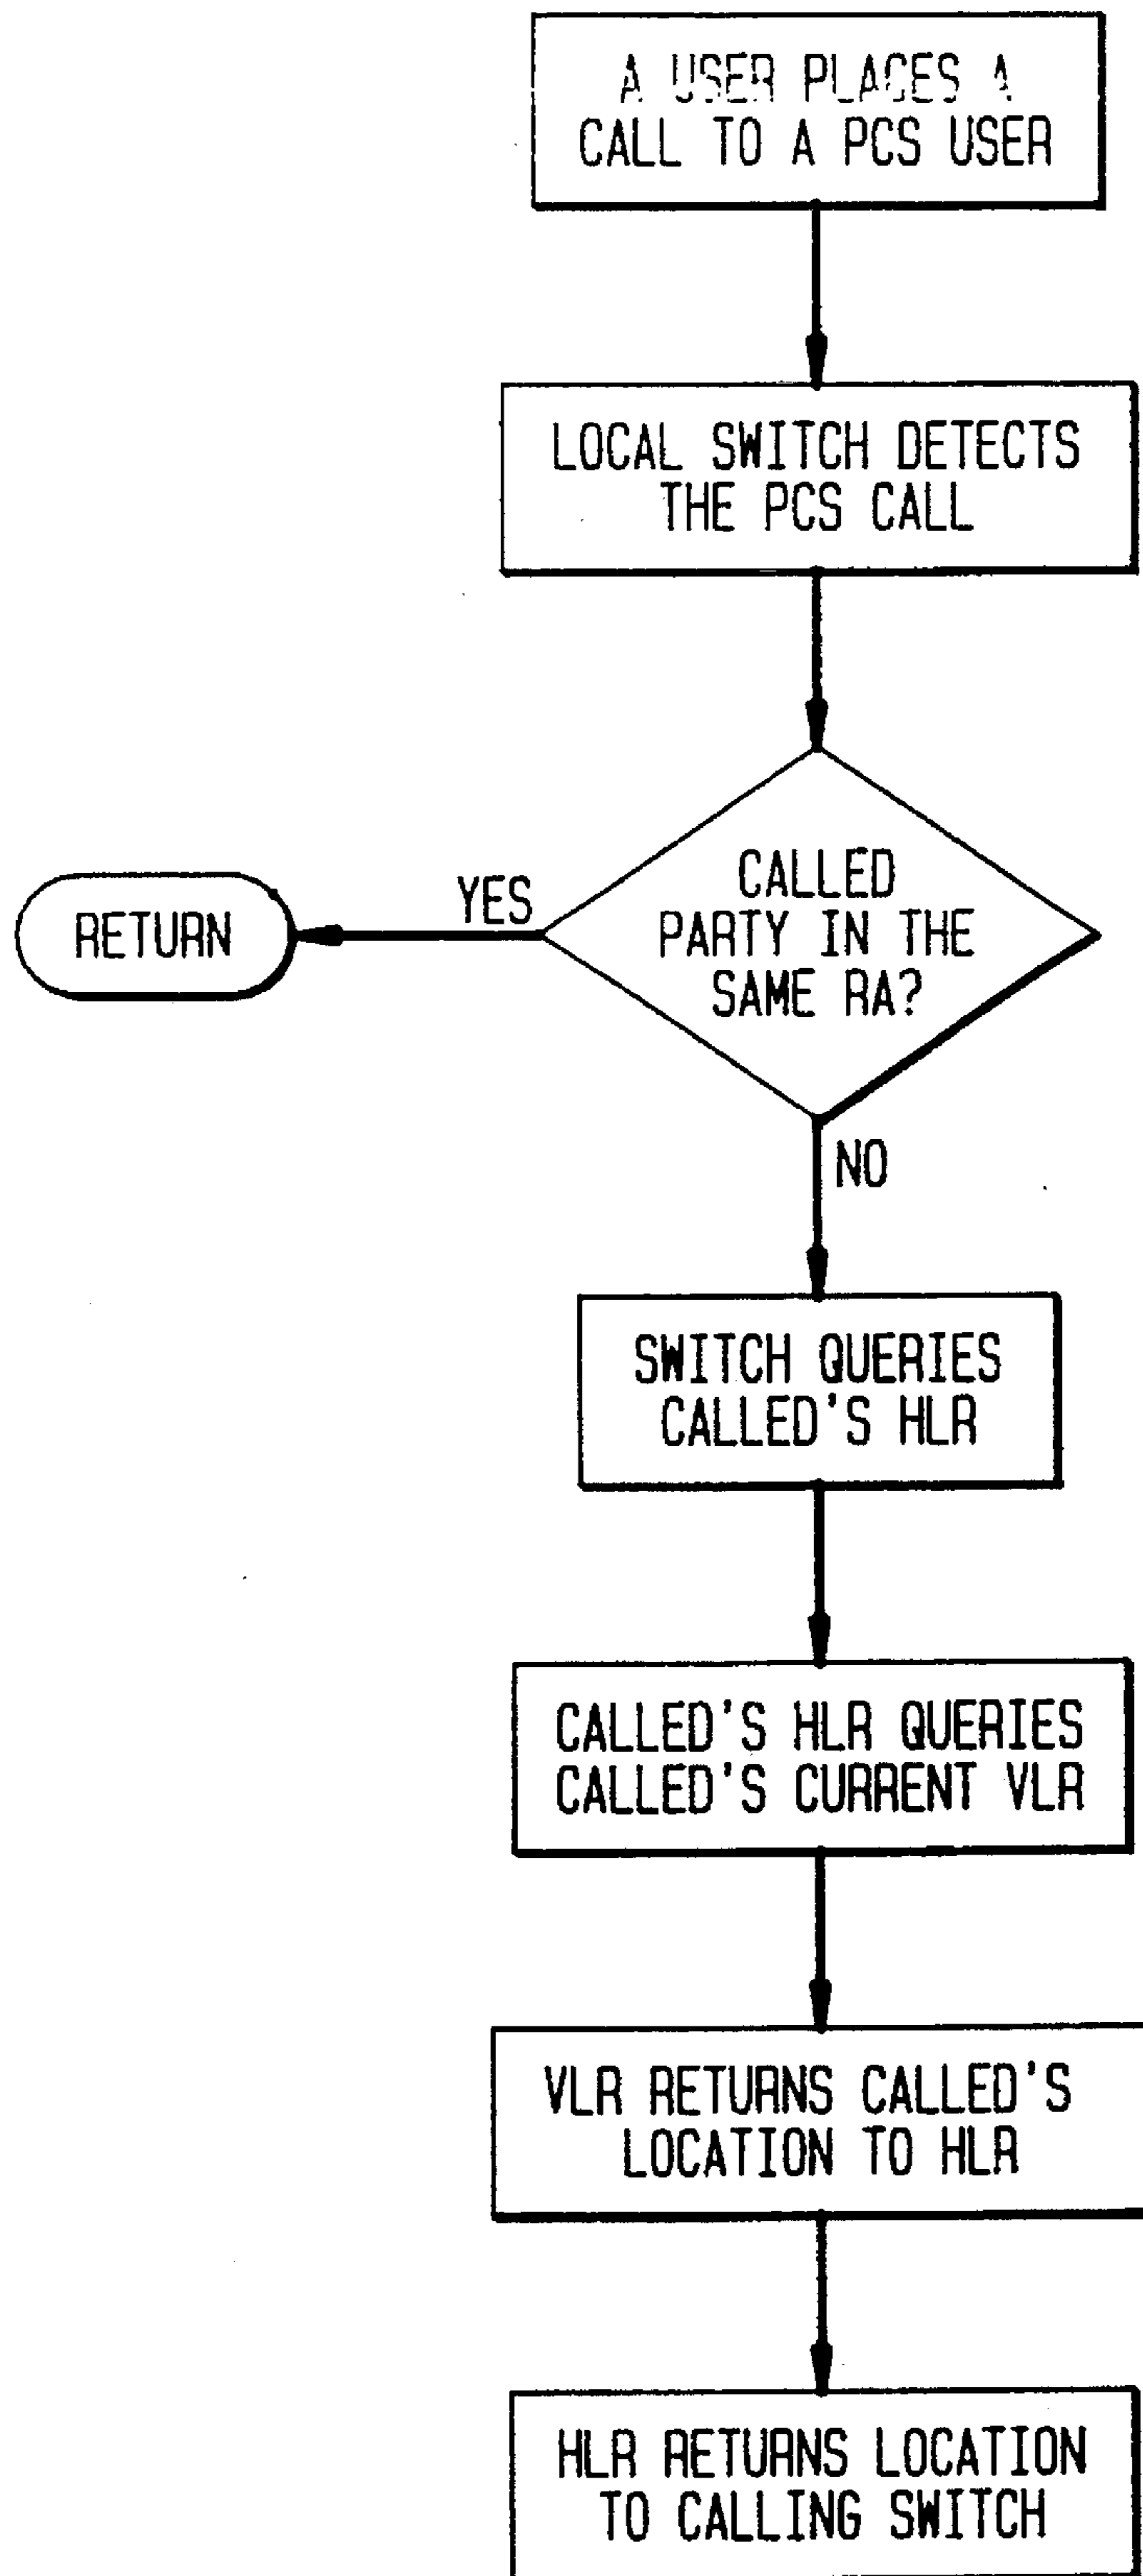 A USER PLACES A
CALL TO A PCS USER
LOCAL SWITCH DETECTS
THE PCS CALL
CALLED
PARTY IN THE
SAME RA?
YES
RETURN
NO
SWITCH QUERIES
CALLED'S HLR
CALLED'S HLR QUERIES
CALLED'S CURRENT VLR
VLR RETURNS CALLED'S
LOCATION TO HLR
HLR RETURNS LOCATION
TO CALLING SWITCH